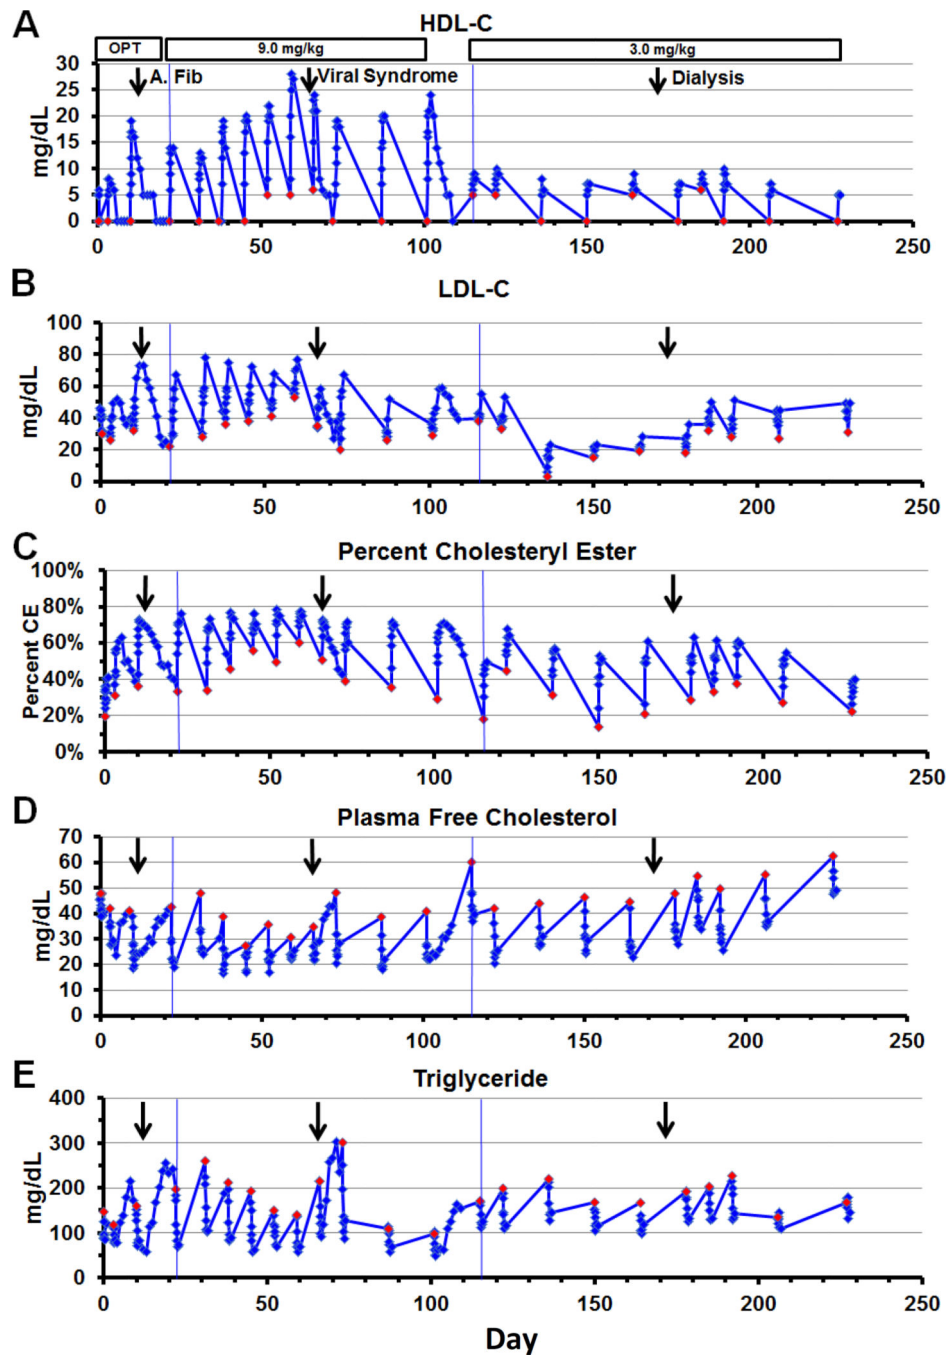 A
HDL-C
OPT
9.0 mg/kg
3.0 mg/kg
A. Fib
Viral Syndrome
Dialysis
mg/dL
30
25
20
15
10
5
0
0 50 100 150 200 250
B
LDL-C
mg/dL
100
80
60
40
20
0
0 50 100 150 200 250
C
Percent Cholesteryl Ester
Percent CE
100%
80%
60%
40%
20%
0%
0 50 100 150 200 250
D
Plasma Free Cholesterol
mg/dL
70
60
50
40
30
20
10
0
0 50 100 150 200 250
E
Triglyceride
mg/dL
400
300
200
100
0
0 50 100 150 200 250
Day